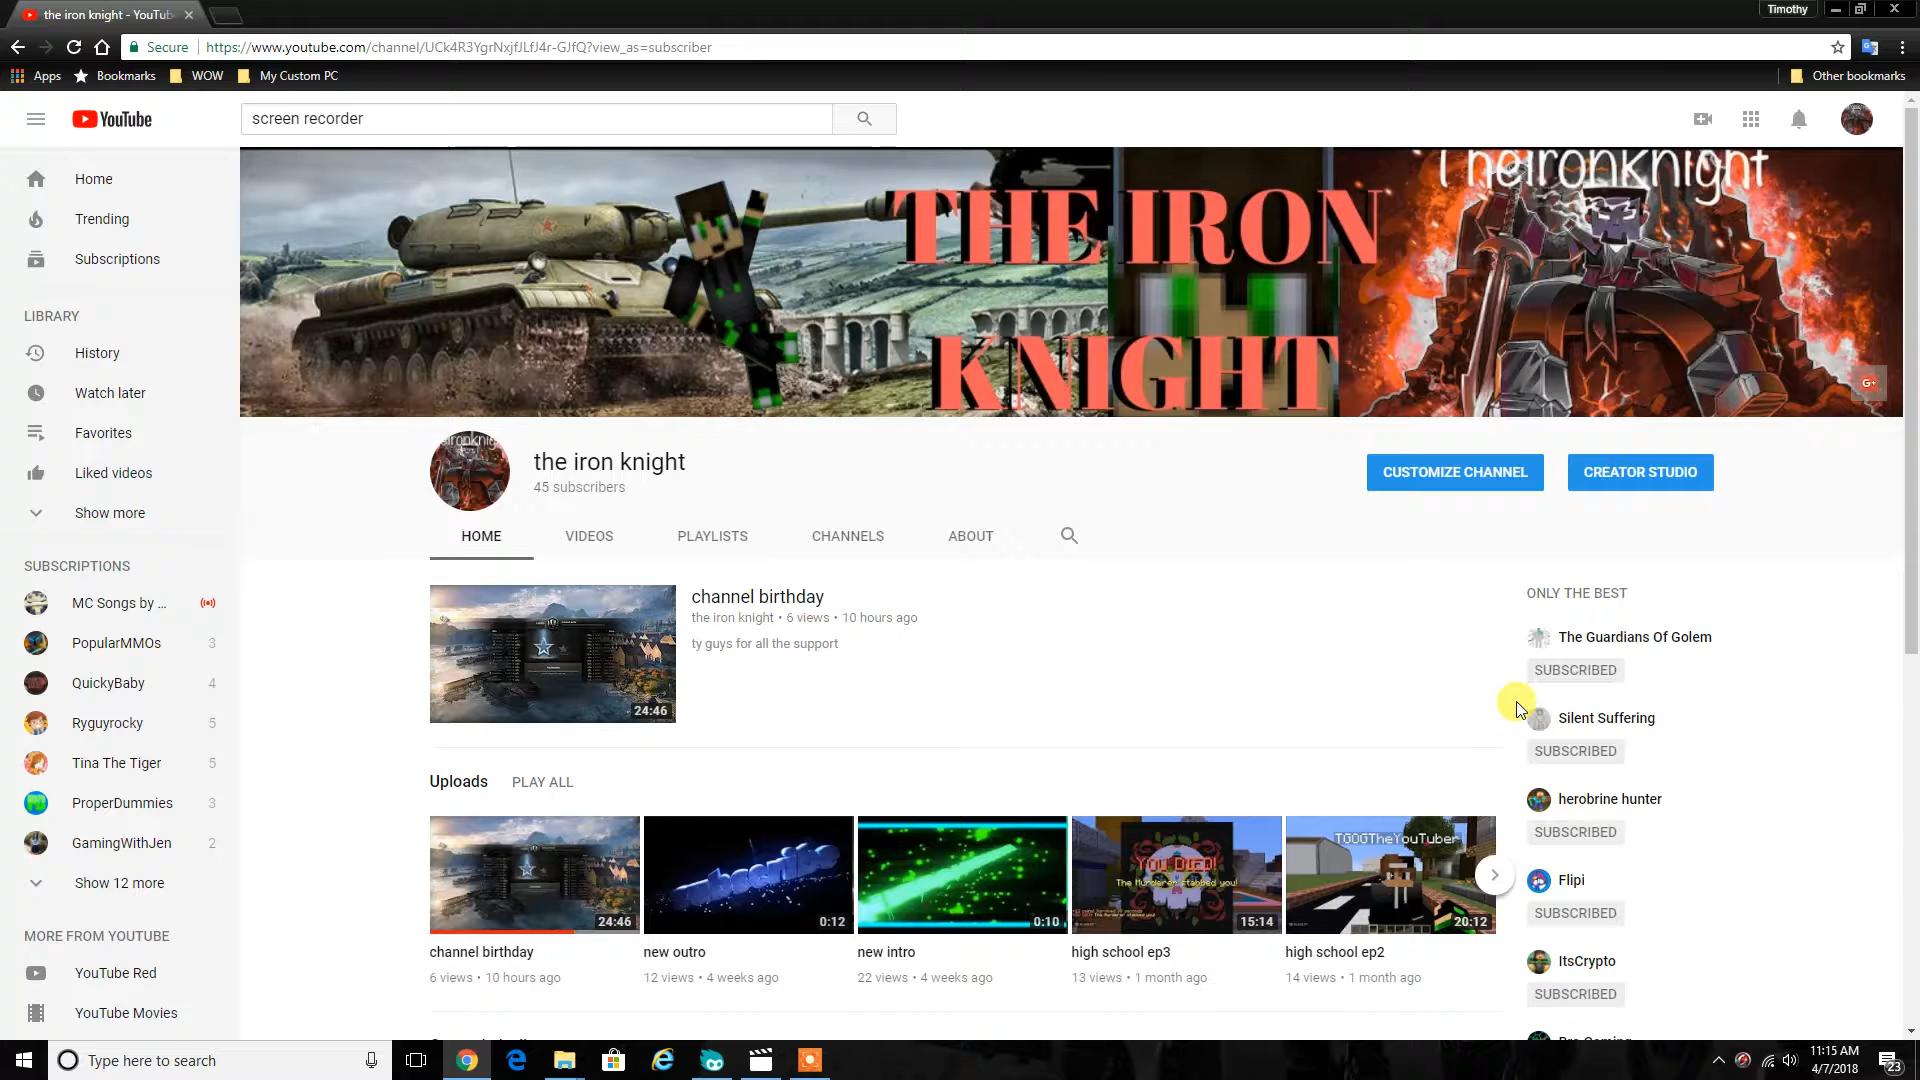 the iron knight - YouTub
Timothy
Secure
https://www.youtube.com/channel/UCk4R3YgrNxjfJLfJ4r-GJfQ?view_as=subscriber
Apps
Bookmarks
WOW
My Custom PC
Other bookmarks
YouTube
screen recorder
Home
Trending
Subscriptions
LIBRARY
History
Watch later
Favorites
Liked videos
Show more
SUBSCRIPTIONS
MC Songs by ...
PopularMMOs 3
QuickyBaby 4
Ryguyrocky 5
Tina The Tiger 5
ProperDummies 3
GamingWithJen 2
Show 12 more
MORE FROM YOUTUBE
YouTube Red
YouTube Movies
THE IRON
KNIGHT
Theironknight
G+
the iron knight
45 subscribers
CUSTOMIZE CHANNEL
CREATOR STUDIO
HOME
VIDEOS
PLAYLISTS
CHANNELS
ABOUT
24:46
channel birthday
the iron knight • 6 views • 10 hours ago
ty guys for all the support
Uploads
PLAY ALL
24:46
channel birthday
6 views • 10 hours ago
0:12
new outro
12 views • 4 weeks ago
0:10
new intro
22 views • 4 weeks ago
YOU DIED!
The Murderer stabbed you!
15:14
high school ep3
13 views • 1 month ago
TGOGTheYouTuber
20:12
high school ep2
14 views • 1 month ago
ONLY THE BEST
The Guardians Of Golem
SUBSCRIBED
Silent Suffering
SUBSCRIBED
herobrine hunter
SUBSCRIBED
Flipi
SUBSCRIBED
ItsCrypto
SUBSCRIBED
Type here to search
11:15 AM
4/7/2018
23